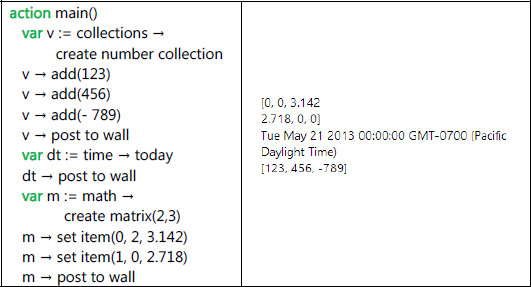 action main()
var v := collections →
create number collection
v → add(123)
v → add(456)
v → add(- 789)
v → post to wall
var dt := time → today
dt → post to wall
var m := math →
create matrix(2,3)
m → set item(0, 2, 3.142)
m → set item(1, 0, 2.718)
m → post to wall
[0, 0, 3.142
2.718, 0, 0]
Tue May 21 2013 00:00:00 GMT-0700 (Pacific
Daylight Time)
[123, 456, -789]